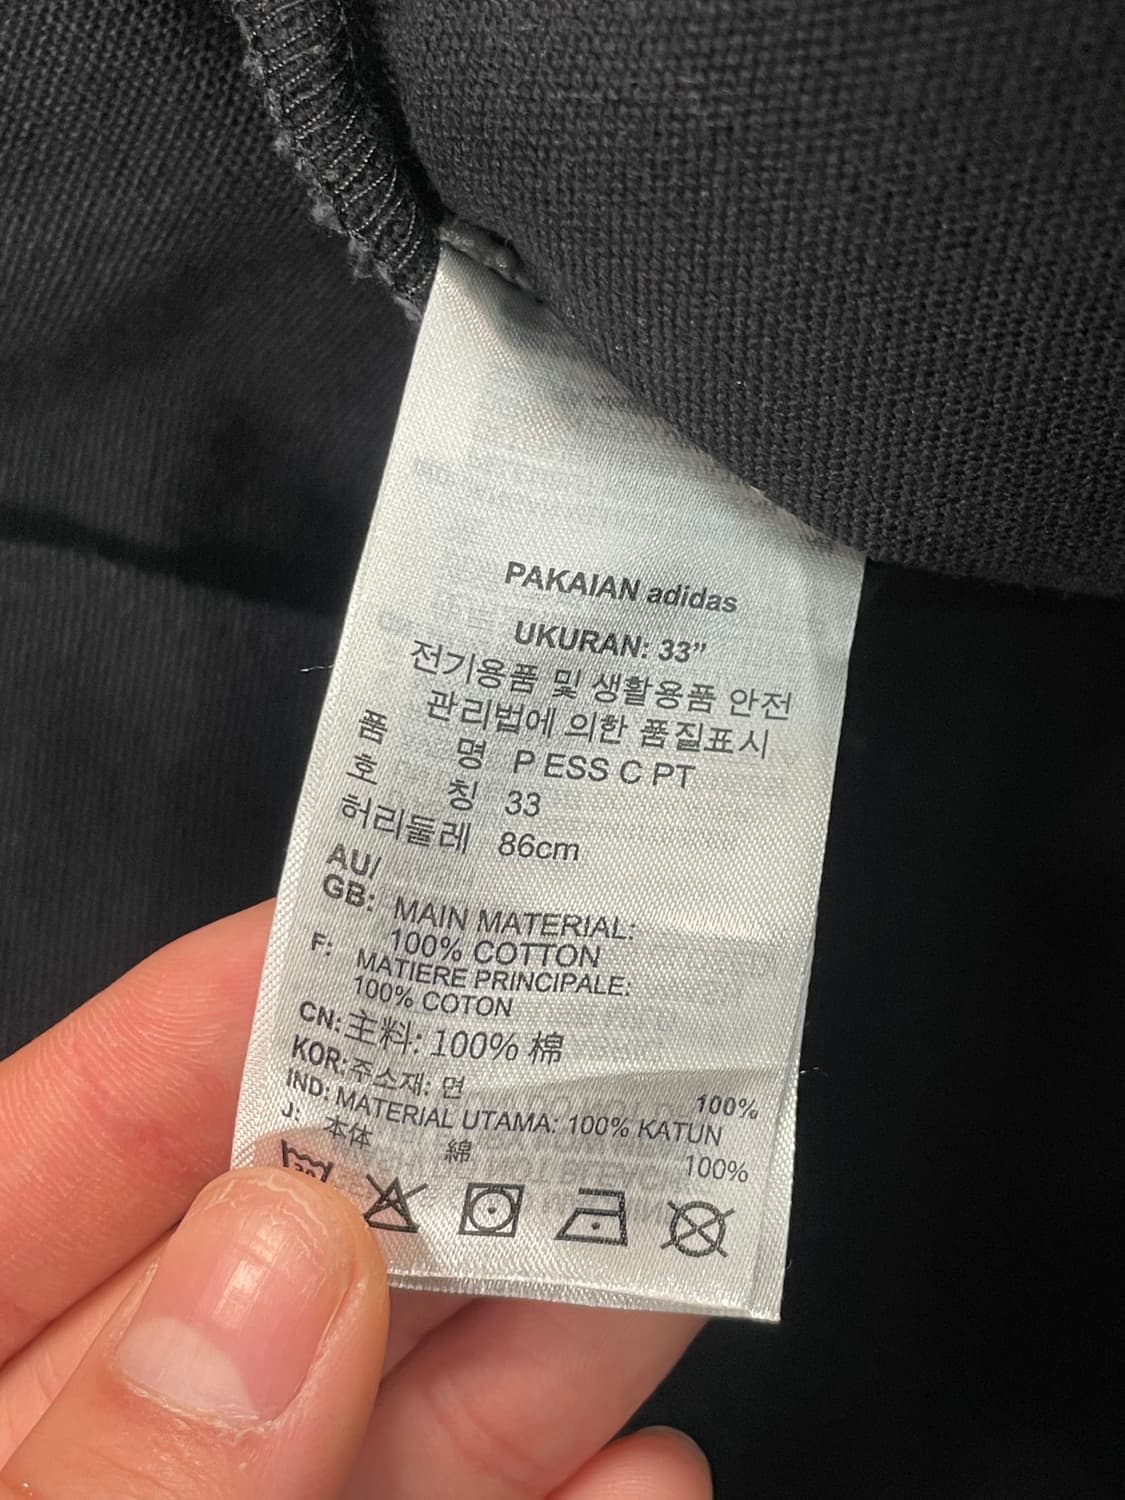 PAKAIAN adidas
UKURAN: 33”
전기용품 및 생활용품 안전
관리법에 의한 품질표시
품 명 P ESS C PT
호 칭 33
허리둘레 86cm
AU/
GB: MAIN MATERIAL:
100% COTTON
F: MATIERE PRINCIPALE:
100% COTON
CN: 主料: 100% 棉
KOR: 주소재: 면 100%
IND: MATERIAL UTAMA: 100% KATUN
J: 本体 綿 100%
30